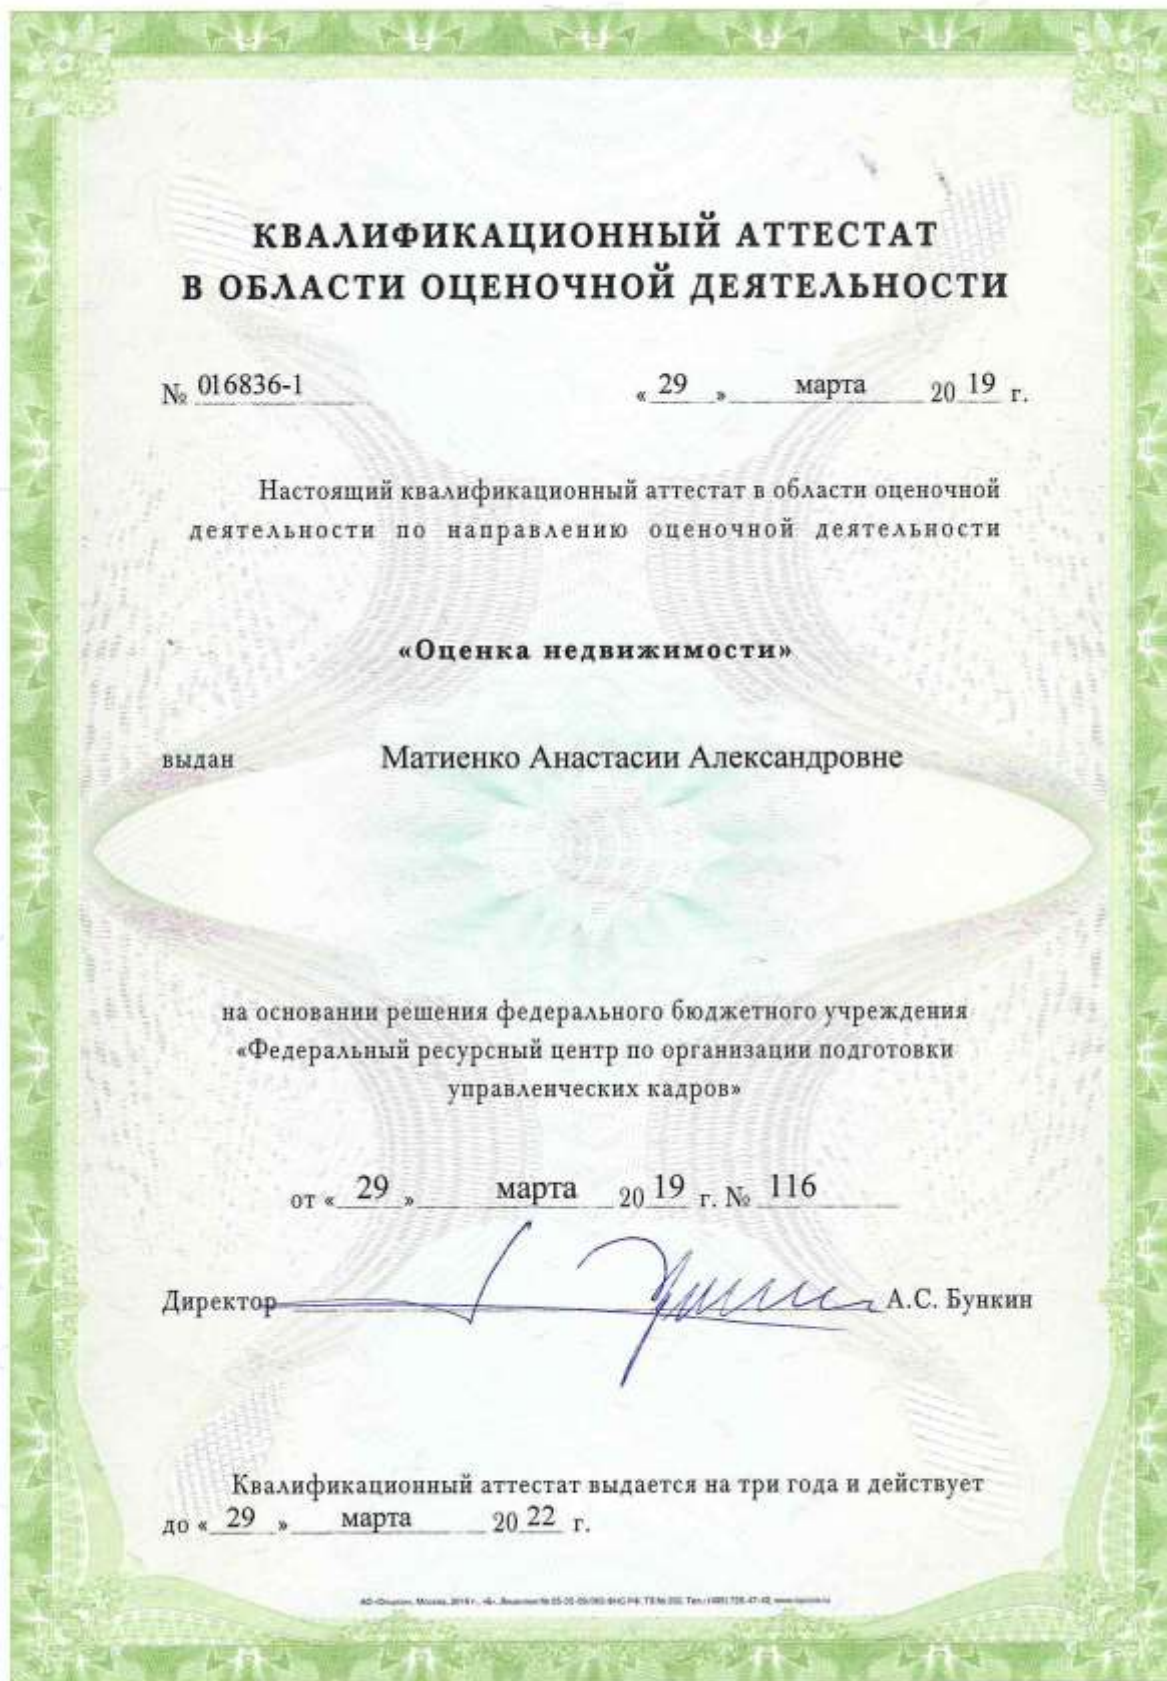 КВАЛИФИКАЦИОННЫЙ АТТЕСТАТ
В ОБЛАСТИ ОЦЕНОЧНОЙ ДЕЯТЕЛЬНОСТИ
№ 016836-1 « 29 » марта 20 19 г.
Настоящий квалификационный аттестат в области оценочной
деятельности по направлению оценочной деятельности
«Оценка недвижимости»
выдан Матиенко Анастасии Александровне
на основании решения федерального бюджетного учреждения
«Федеральный ресурсный центр по организации подготовки
управленческих кадров»
от « 29 » марта 20 19 г. № 116
Директор А.С. Бункин
Квалификационный аттестат выдается на три года и действует
до « 29 » марта 20 22 г.